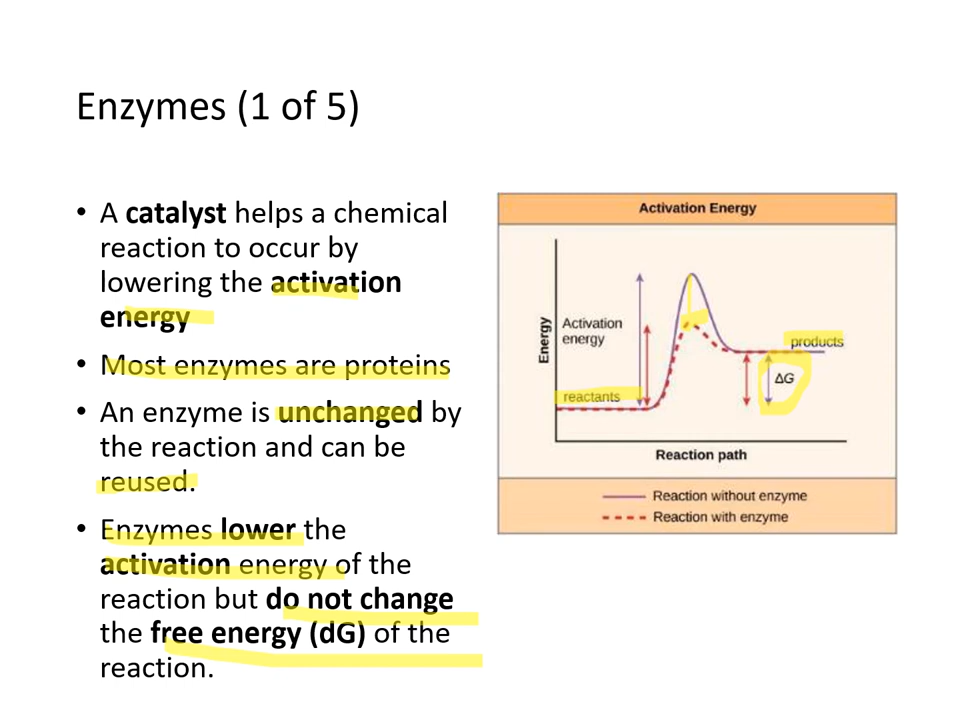 Enzymes (1 of 5)
• A catalyst helps a chemical
reaction to occur by
lowering the activation
energy
• Most enzymes are proteins
• An enzyme is unchanged by
the reaction and can be
reused.
• Enzymes lower the
activation energy of the
reaction but do not change
the free energy (dG) of the
reaction.
Activation Energy
Energy
Activation
energy
reactants
products
ΔG
Reaction path
Reaction without enzyme
Reaction with enzyme